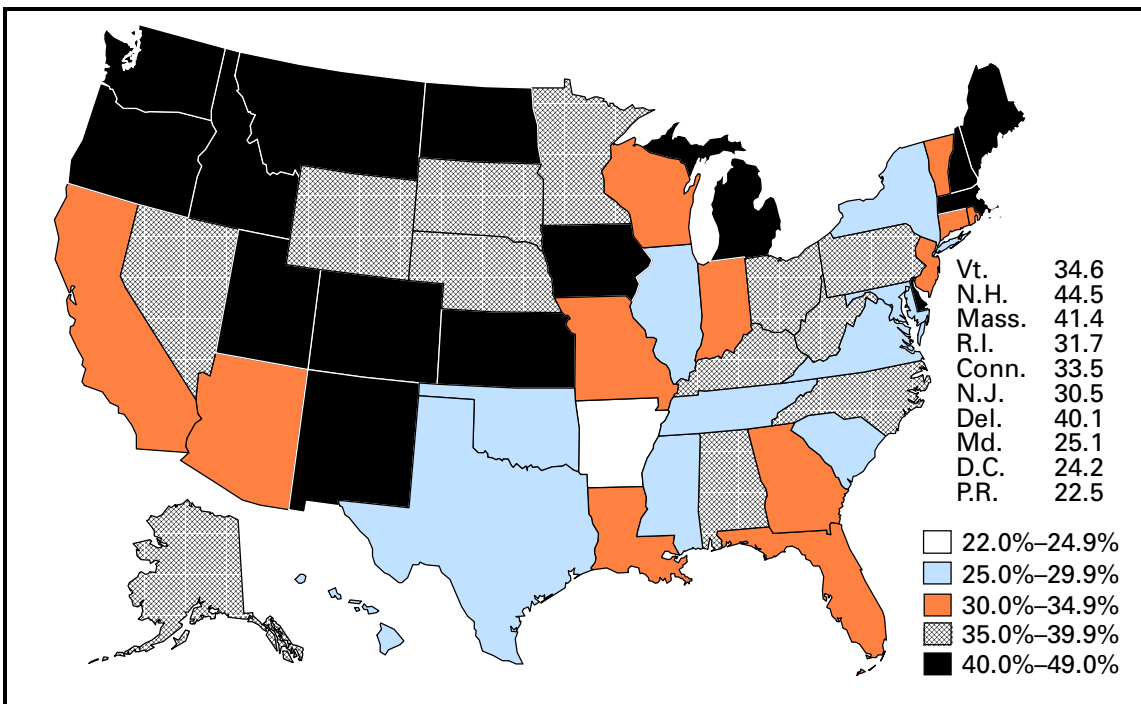 Vt. 34.6
N.H. 44.5
Mass. 41.4
R.I. 31.7
Conn. 33.5
N.J. 30.5
Del. 40.1
Md. 25.1
D.C. 24.2
P.R. 22.5
22.0%–24.9%
25.0%–29.9%
30.0%–34.9%
35.0%–39.9%
40.0%–49.0%